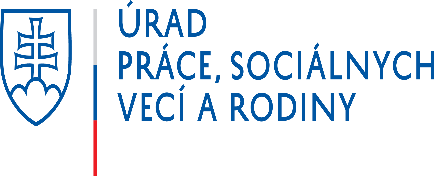 ÚRAD
PRÁCE, SOCIÁLNYCH
VECÍ A RODINY